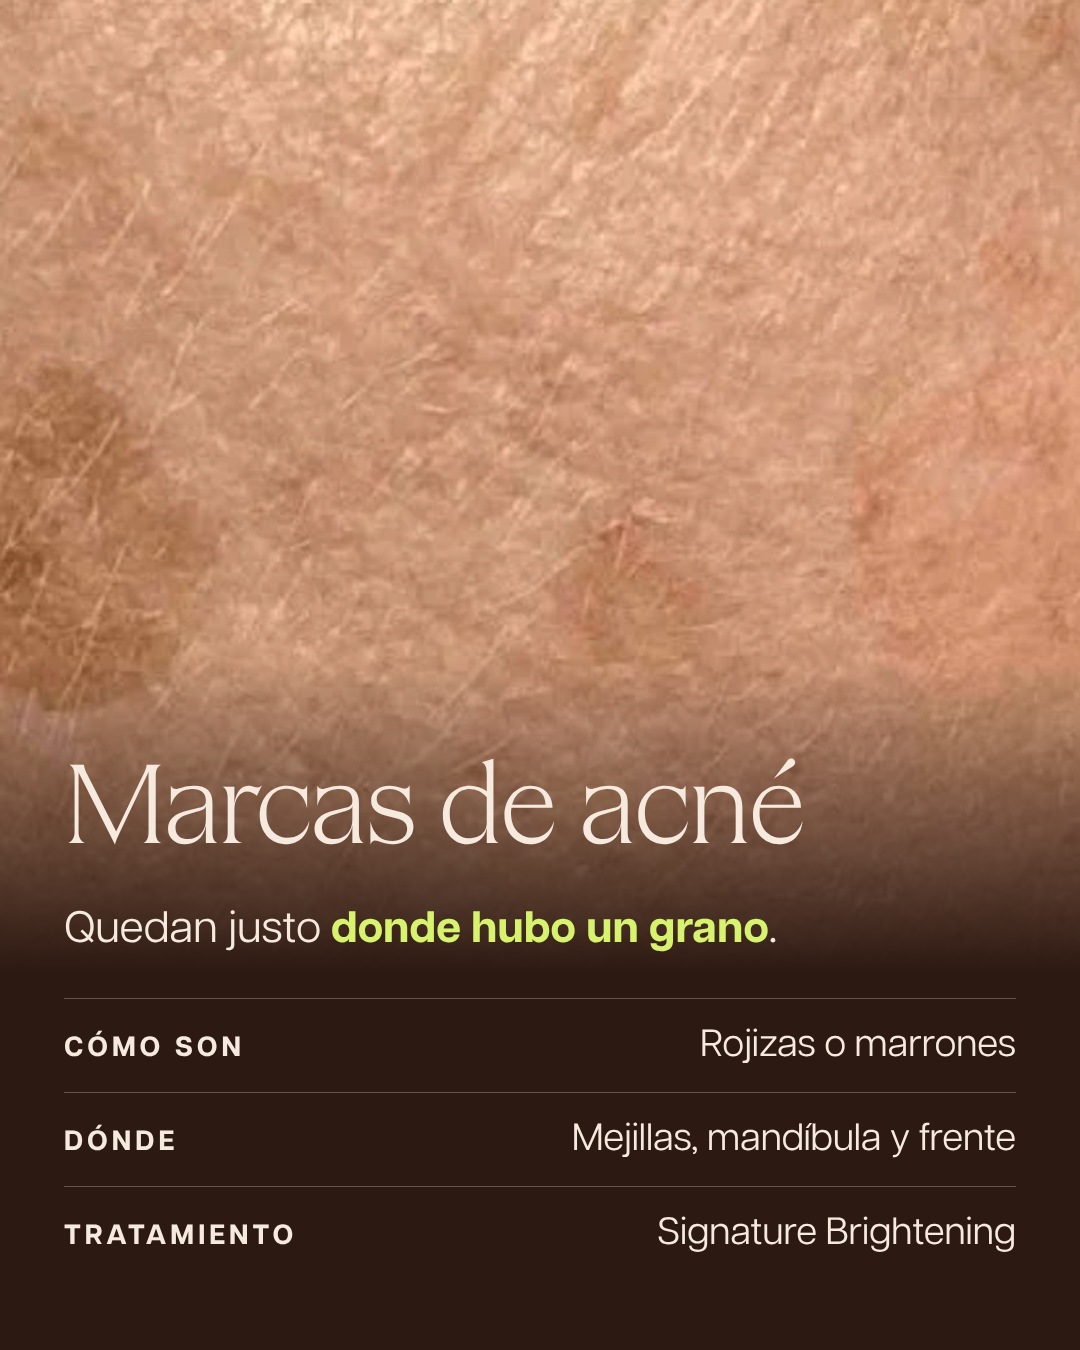 Marcas de acné
Quedan justo donde hubo un grano.
CÓMO SON Rojizas o marrones
DÓNDE Mejillas, mandíbula y frente
TRATAMIENTO Signature Brightening